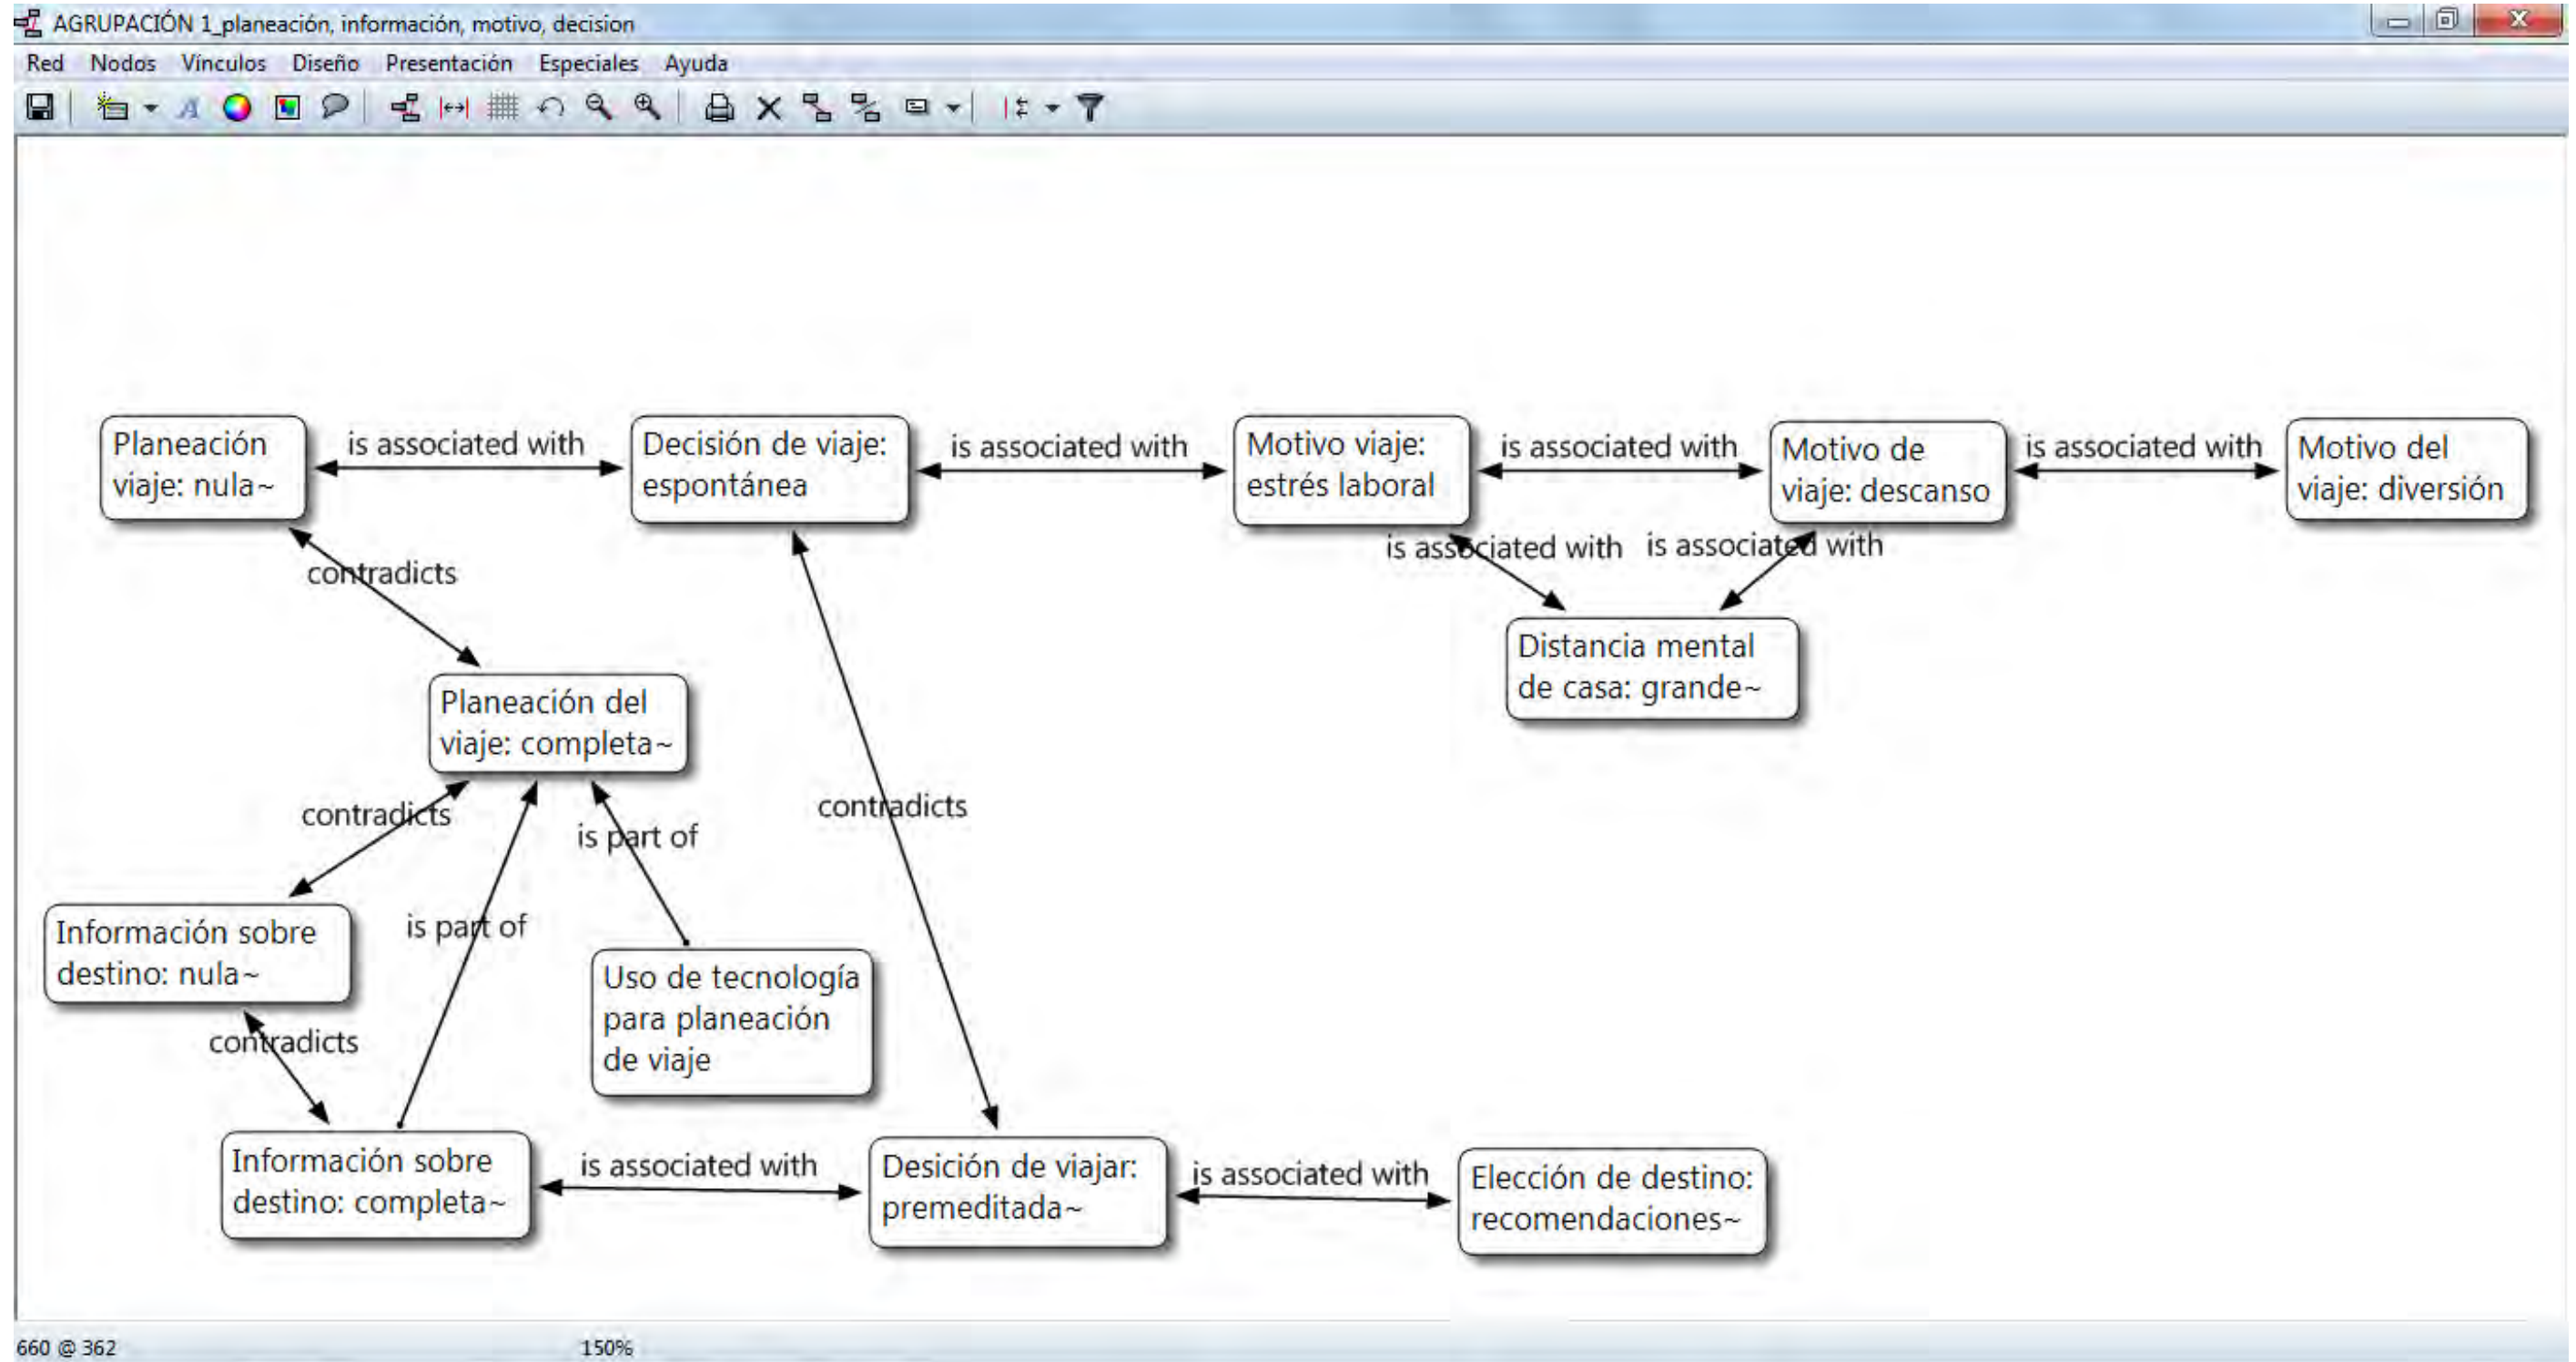 AGRUPACIÓN 1_planeación, información, motivo, decision
Red Nodos Vínculos Diseño Presentación Especiales Ayuda
Planeación
viaje: nula~
is associated with
Decisión de viaje:
espontánea
is associated with
Motivo viaje:
estrés laboral
is associated with
Motivo de
viaje: descanso
is associated with
Motivo del
viaje: diversión
contradicts
is associated with
is associated with
Distancia mental
de casa: grande~
Planeación del
viaje: completa~
contradicts
is part of
contradicts
is part of
Información sobre
destino: nula~
Uso de tecnología
para planeación
de viaje
contradicts
Información sobre
destino: completa~
is associated with
Desición de viajar:
premeditada~
is associated with
Elección de destino:
recomendaciones~
660 @ 362
150%